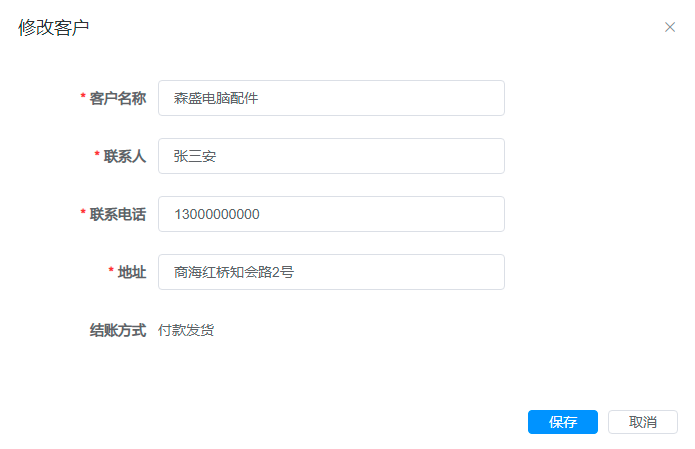 修改客户
* 客户名称 森盛电脑配件
* 联系人 张三安
* 联系电话 13000000000
* 地址 商海红桥知会路2号
结账方式 付款发货
保存 取消